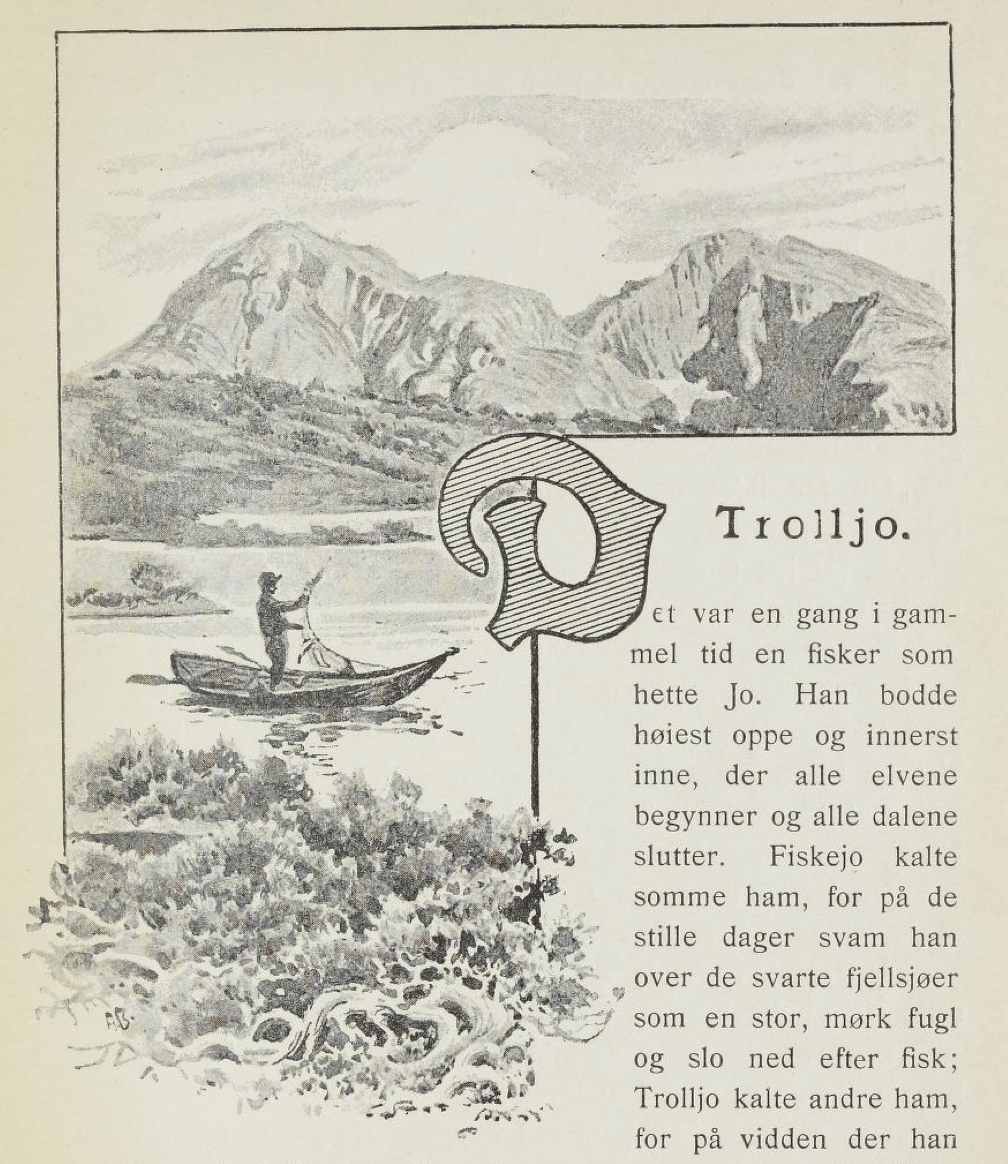 Trolljo.
Det var en gang i gam-
mel tid en fisker som
hette Jo. Han bodde
høiest oppe og innerst
inne, der alle elvene
begynner og alle dalene
slutter. Fiskejo kalte
somme ham, for på de
stille dager svam han
over de svarte fjellsjøer
som en stor, mørk fugl
og slo ned efter fisk;
Trolljo kalte andre ham,
for på vidden der han